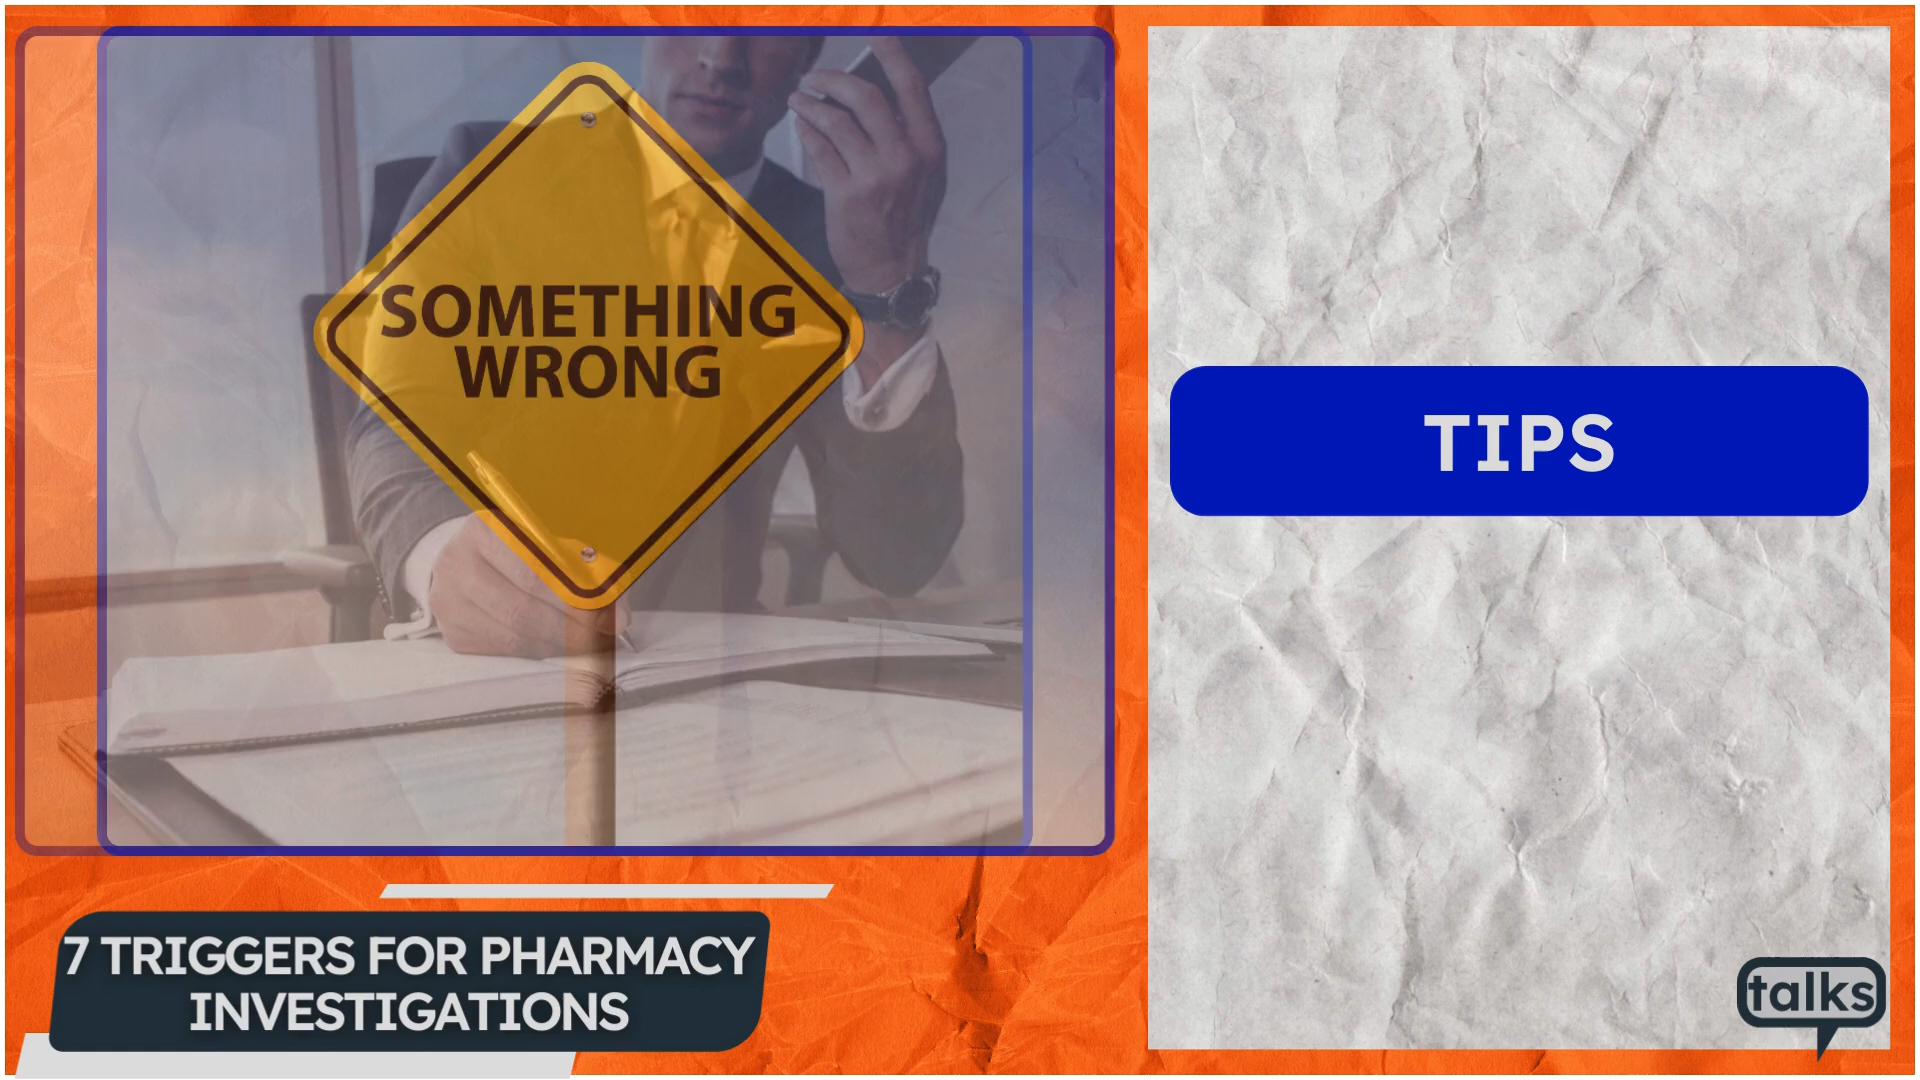 SOMETHING
WRONG
TIPS
7 TRIGGERS FOR PHARMACY
INVESTIGATIONS
talks